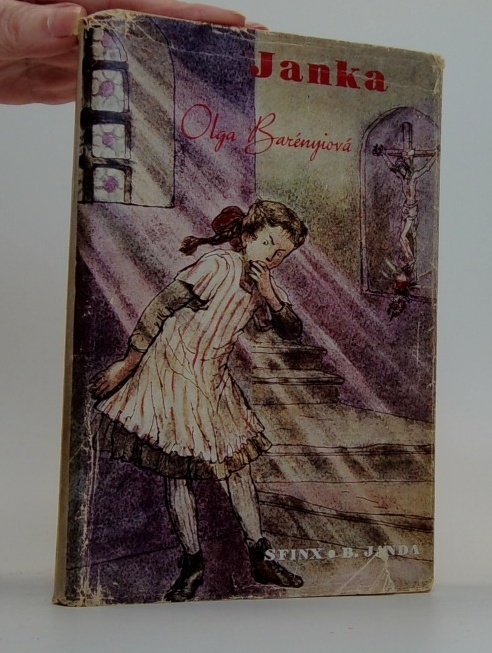 Janka
Olga Barényiová
SFINX • B. JANDA